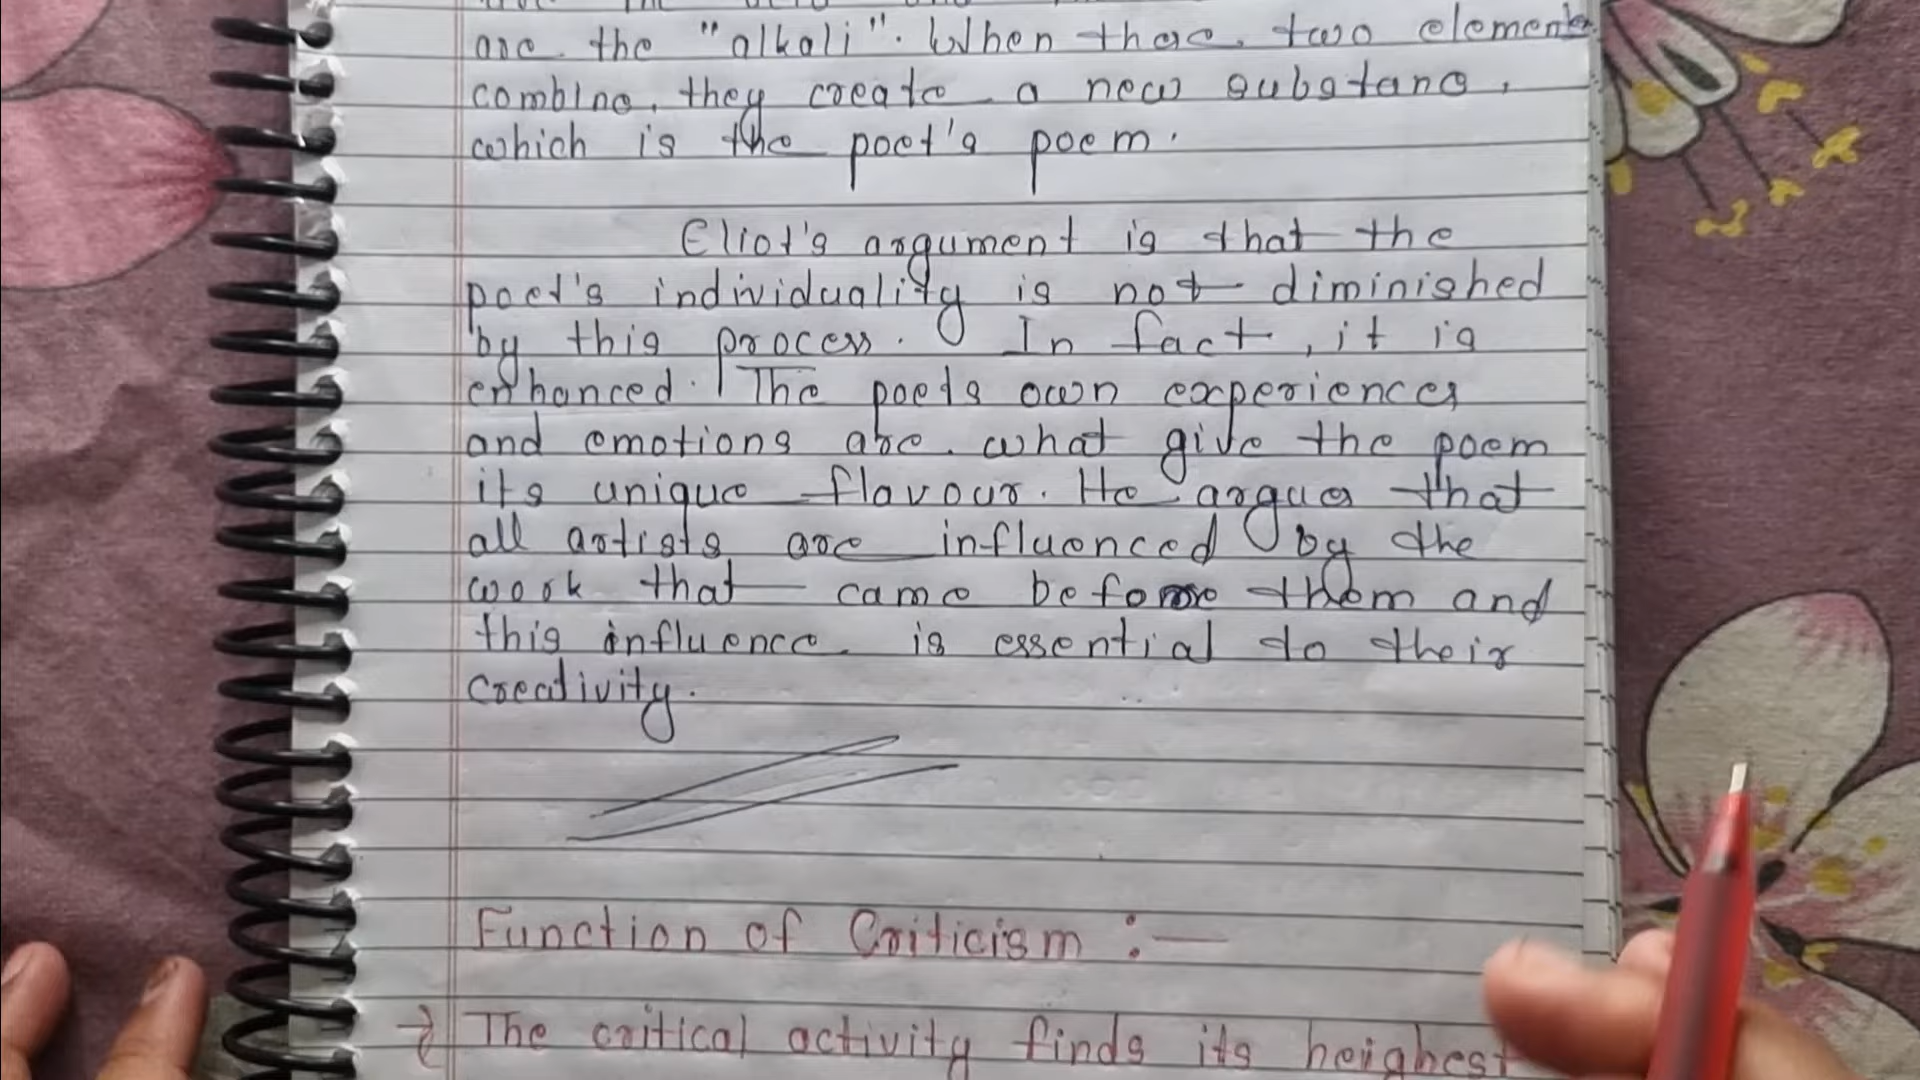 are the "alkali". When these two elements
combine, they create a new substanc,
which is the poet's poem.
Eliot's argument is that the
poet's individuality is not diminished
by this process. In fact, it is
enhanced. The poets own experiences
and emotions are what give the poem
its unique flavour. He argues that
all artists are influenced by the
work that came before them and
this influence is essential to their
creativity.
Function of Criticism :—
→ The critical activity finds its heighest